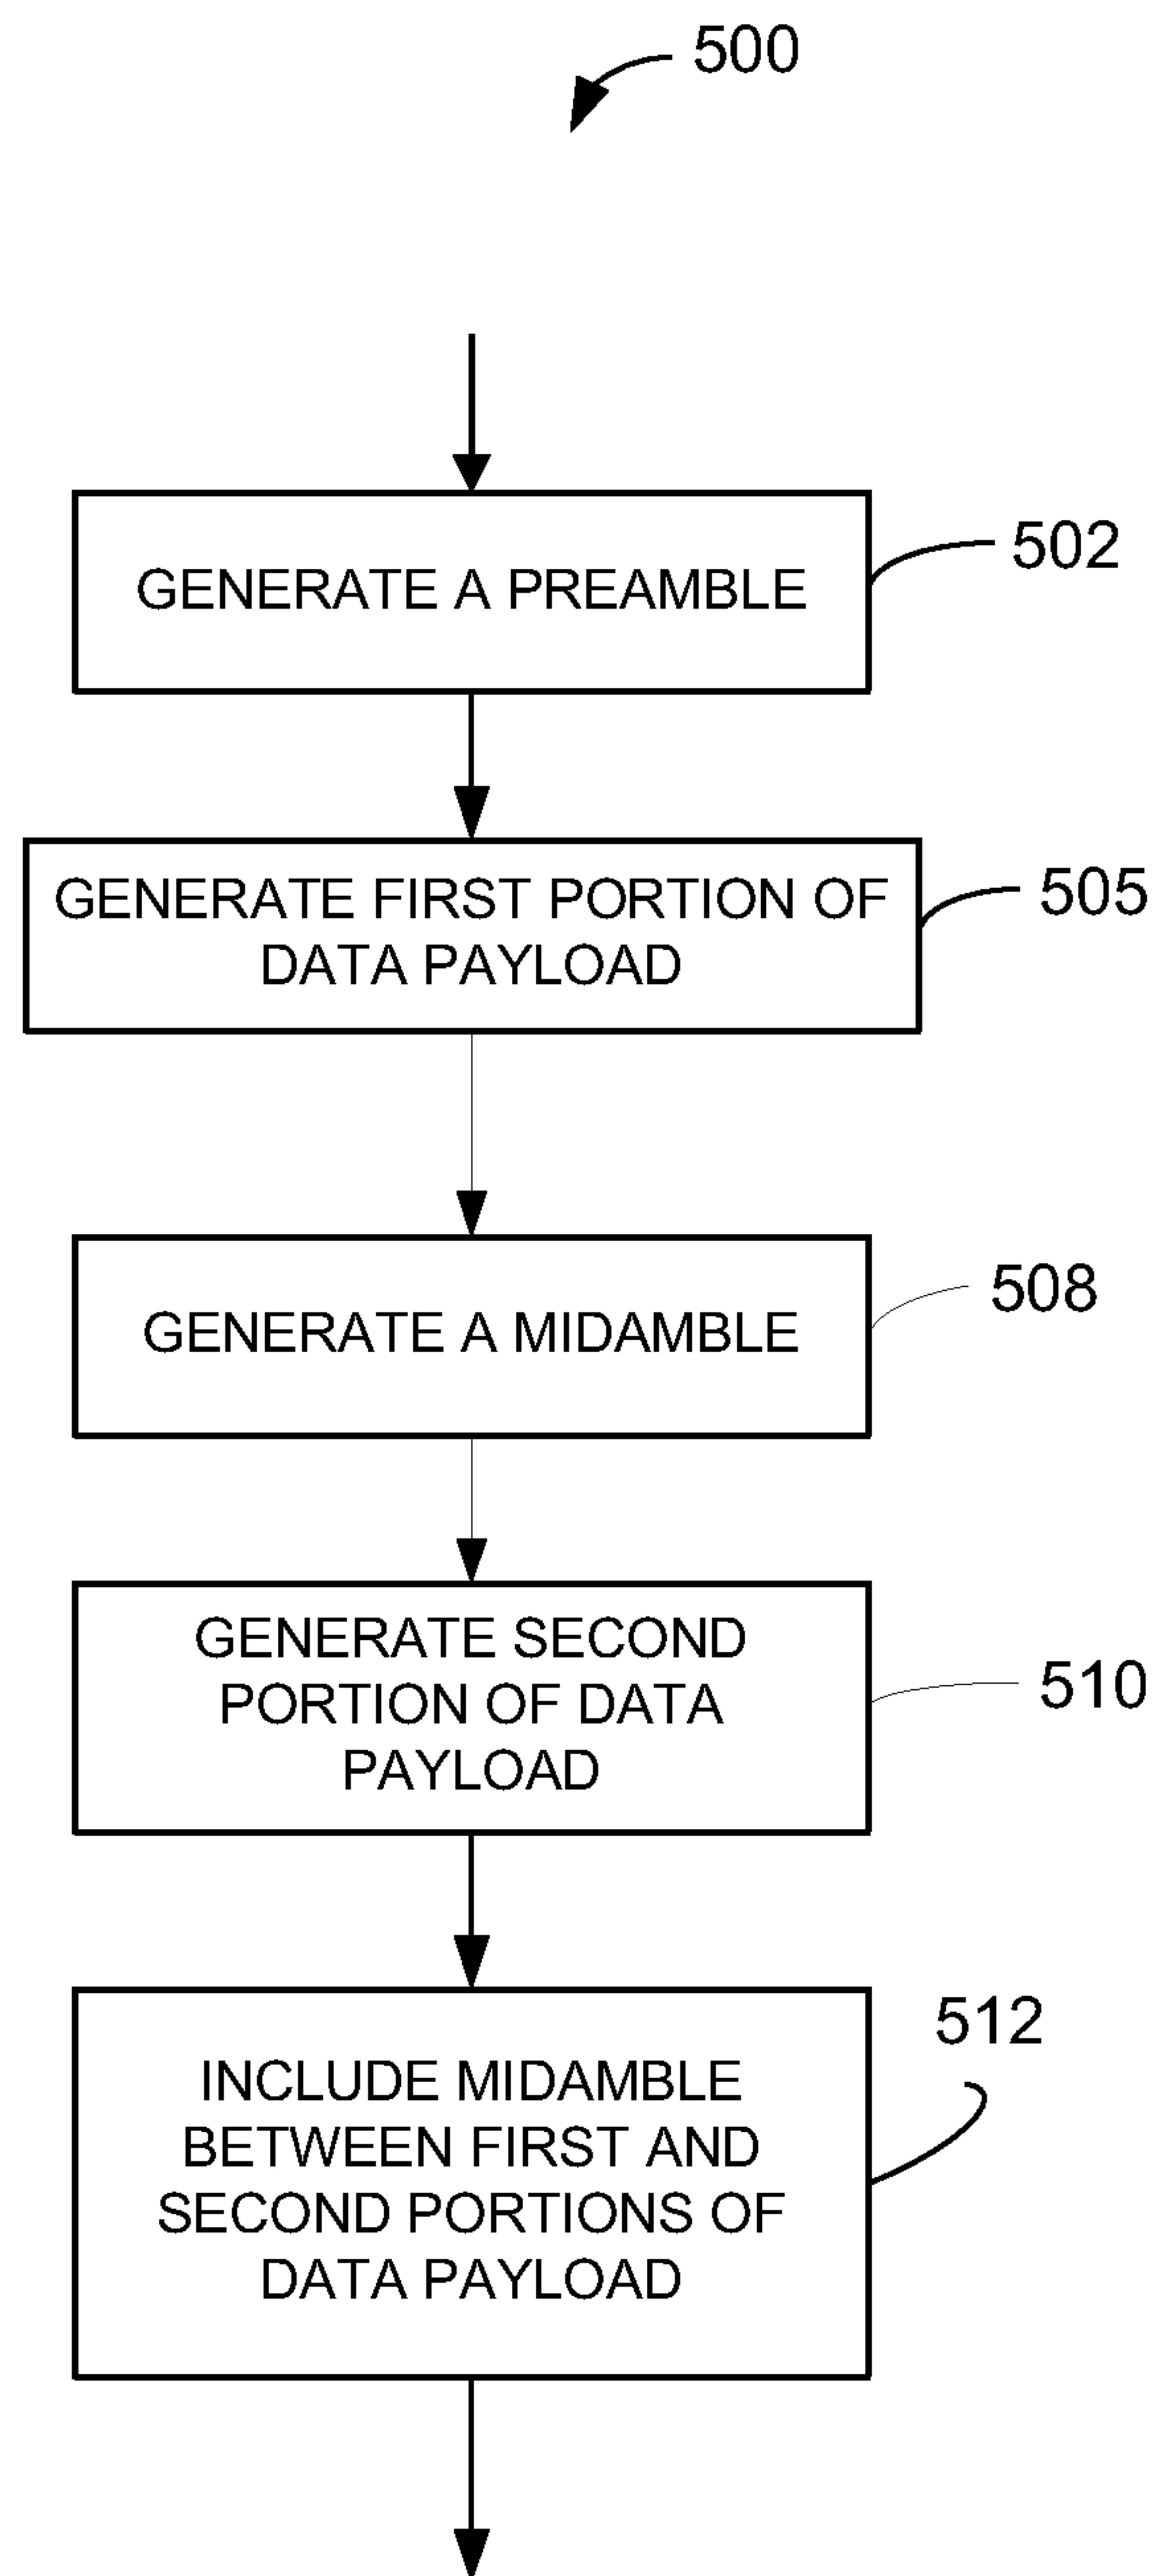 500
GENERATE A PREAMBLE
502
GENERATE FIRST PORTION OF
DATA PAYLOAD
505
GENERATE A MIDAMBLE
508
GENERATE SECOND
PORTION OF DATA
PAYLOAD
510
INCLUDE MIDAMBLE
BETWEEN FIRST AND
SECOND PORTIONS OF
DATA PAYLOAD
512